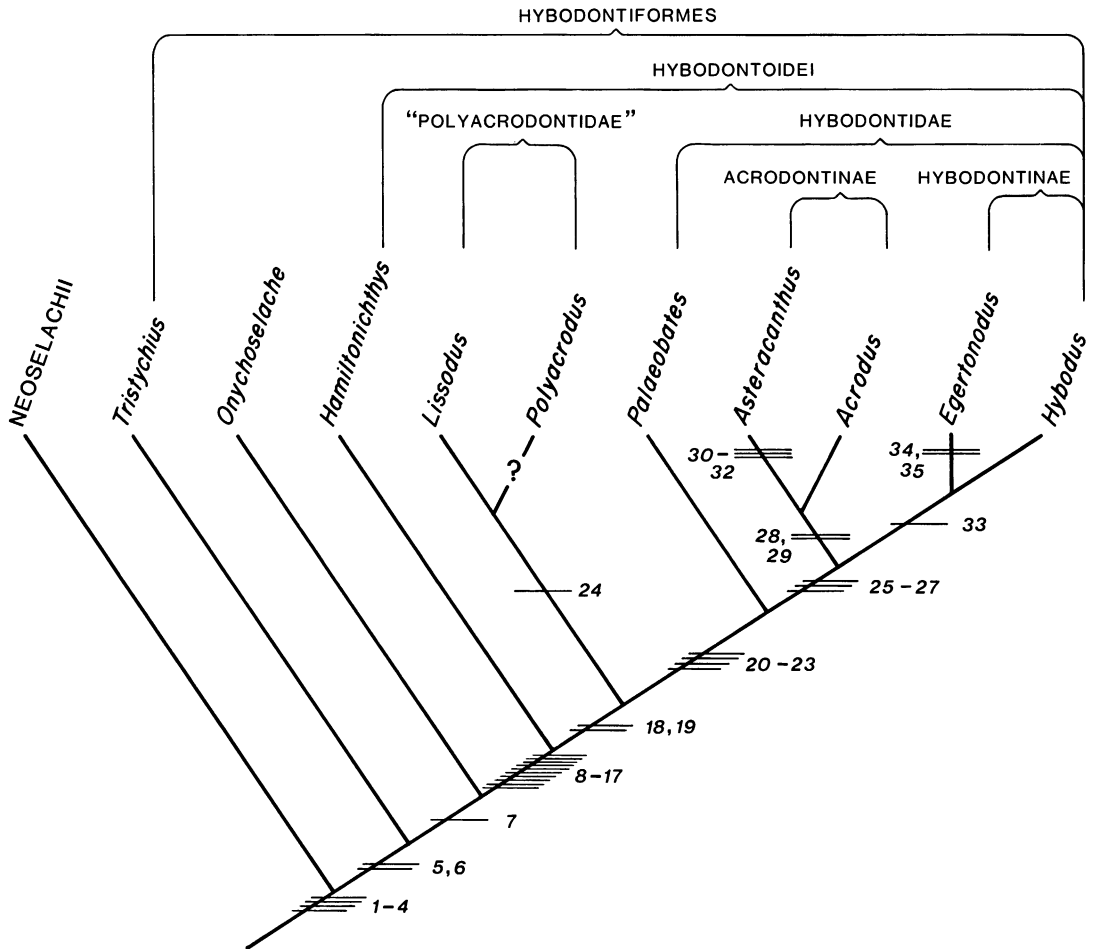 HYBODONTIFORMES
HYBODONTOIDEI
"POLYACRODONTIDAE"
HYBODONTIDAE
ACRODONTINAE
HYBODONTINAE
NEOSELACHII
Tristychius
Onychoselache
Hamiltonichthys
Lissodus
Polyacrodus
Palaeobates
Asteracanthus
Acrodus
Egertonodus
Hybodus
?
30–
32
34,
35
33
28,
29
24
25–27
20–23
18,19
8–17
7
5,6
1–4